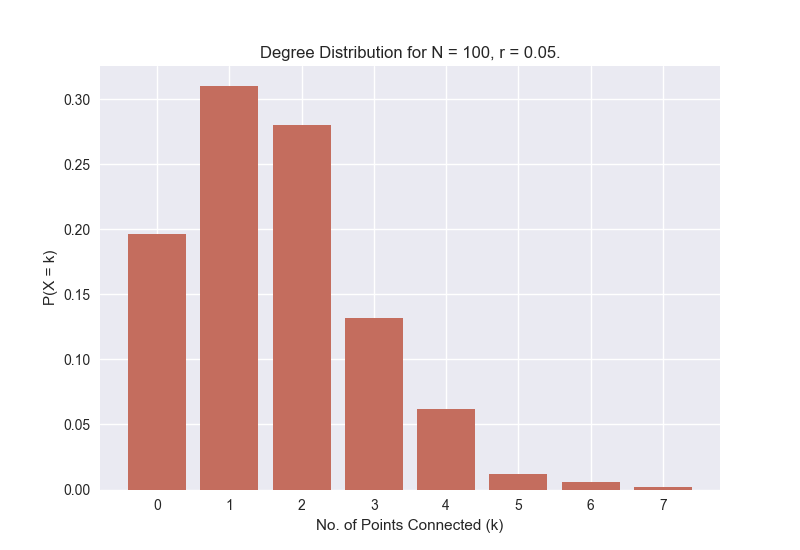 Degree Distribution for N = 100, r = 0.05.
0.30
0.25
0.20
0.15
0.10
0.05
0.00
P(X = k)
0 1 2 3 4 5 6 7
No. of Points Connected (k)